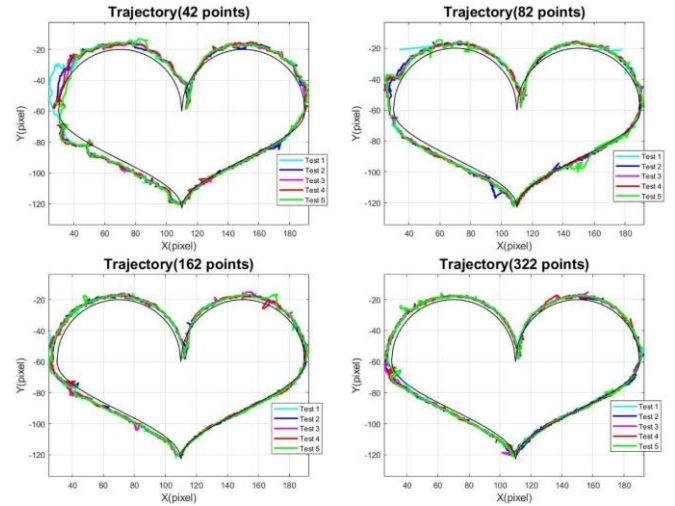 Trajectory(42 points)
Y(pixel)
-20
-40
-60
-80
-100
-120
40 60 80 100 120 140 160 180
X(pixel)
Test 1
Test 2
Test 3
Test 4
Test 5
Trajectory(82 points)
Y(pixel)
-20
-40
-60
-80
-100
-120
40 60 80 100 120 140 160 180
X(pixel)
Test 1
Test 2
Test 3
Test 4
Test 5
Trajectory(162 points)
Y(pixel)
-20
-40
-60
-80
-100
-120
40 60 80 100 120 140 160 180
X(pixel)
Test 1
Test 2
Test 3
Test 4
Test 5
Trajectory(322 points)
Y(pixel)
-20
-40
-60
-80
-100
-120
40 60 80 100 120 140 160 180
X(pixel)
Test 1
Test 2
Test 3
Test 4
Test 5